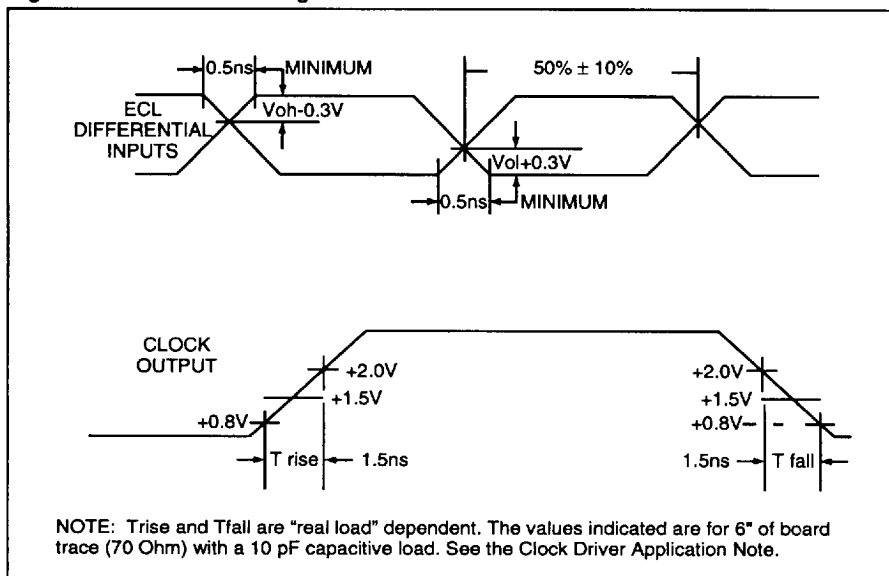 0.5ns
MINIMUM
50% ± 10%
ECL
DIFFERENTIAL
INPUTS
Voh-0.3V
Vol+0.3V
0.5ns
MINIMUM
CLOCK
OUTPUT
+2.0V
+1.5V
+0.8V
T rise
1.5ns
+2.0V
+1.5V
+0.8V
1.5ns
T fall
NOTE: Trise and Tfall are "real load" dependent. The values indicated are for 6" of board
trace (70 Ohm) with a 10 pF capacitive load. See the Clock Driver Application Note.